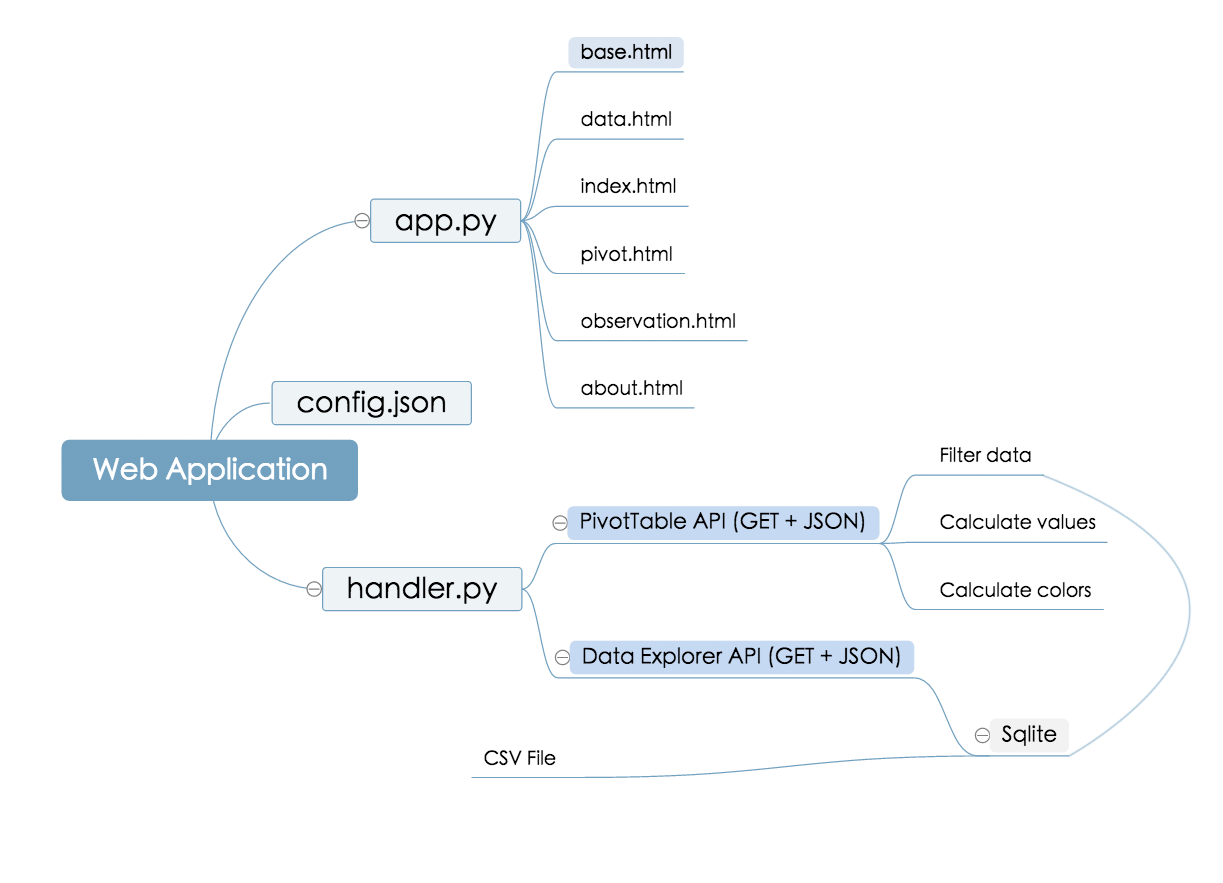 base.html
data.html
index.html
app.py
pivot.html
observation.html
about.html
config.json
Web Application
Filter data
PivotTable API (GET + JSON)
Calculate values
Calculate colors
handler.py
Data Explorer API (GET + JSON)
Sqlite
CSV File